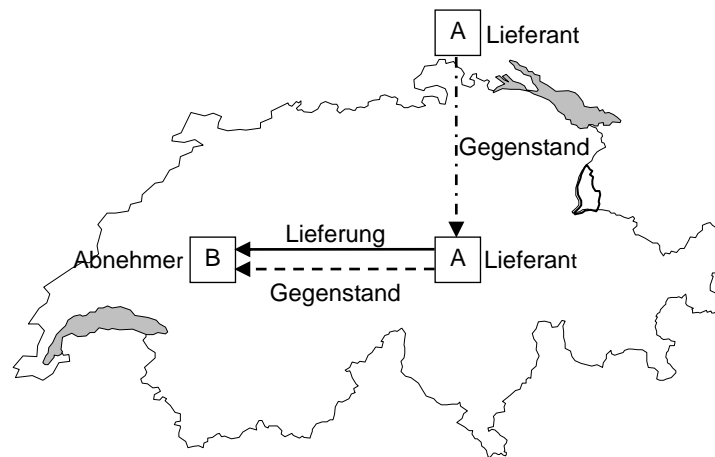 A Lieferant
Gegenstand
Lieferung
Abnehmer B A Lieferant
Gegenstand